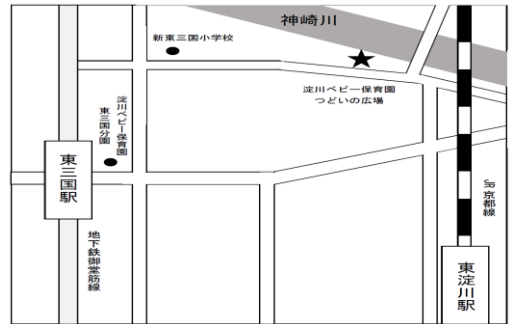 神崎川
新東三国小学校
淀川ベビー保育園
つどいの広場
淀川ベビー保育園
東三国分園
東三国駅
地下鉄御堂筋線
JR京都線
東淀川駅